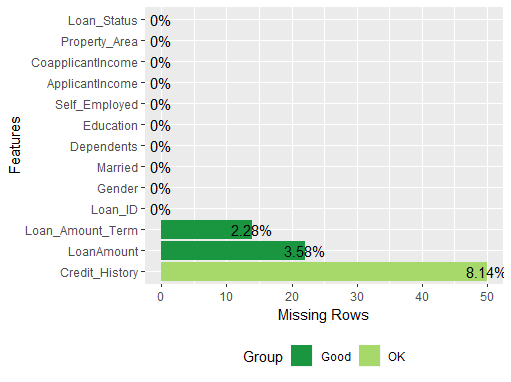 Loan_Status 0%
Property_Area 0%
CoapplicantIncome 0%
ApplicantIncome 0%
Self_Employed 0%
Education 0%
Dependents 0%
Married 0%
Gender 0%
Loan_ID 0%
Loan_Amount_Term 2.28%
LoanAmount 3.58%
Credit_History 8.14%
Features
0 10 20 30 40 50
Missing Rows
Group Good OK